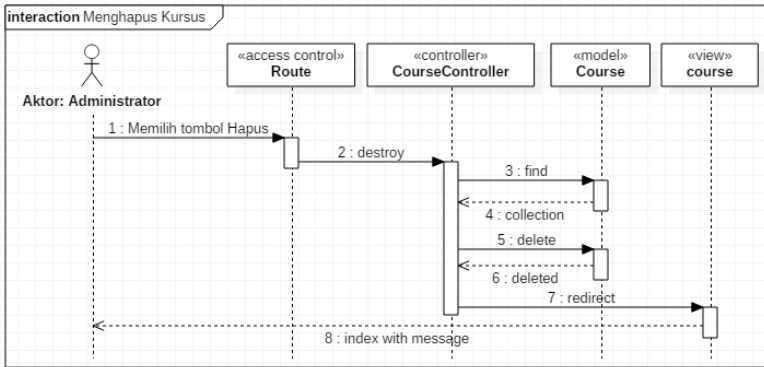 interaction Menghapus Kursus
«access control»
Route
«controller»
CourseController
«model»
Course
«view»
course
Aktor: Administrator
1 : Memilih tombol Hapus
2 : destroy
3 : find
4 : collection
5 : delete
6 : deleted
7 : redirect
8 : index with message